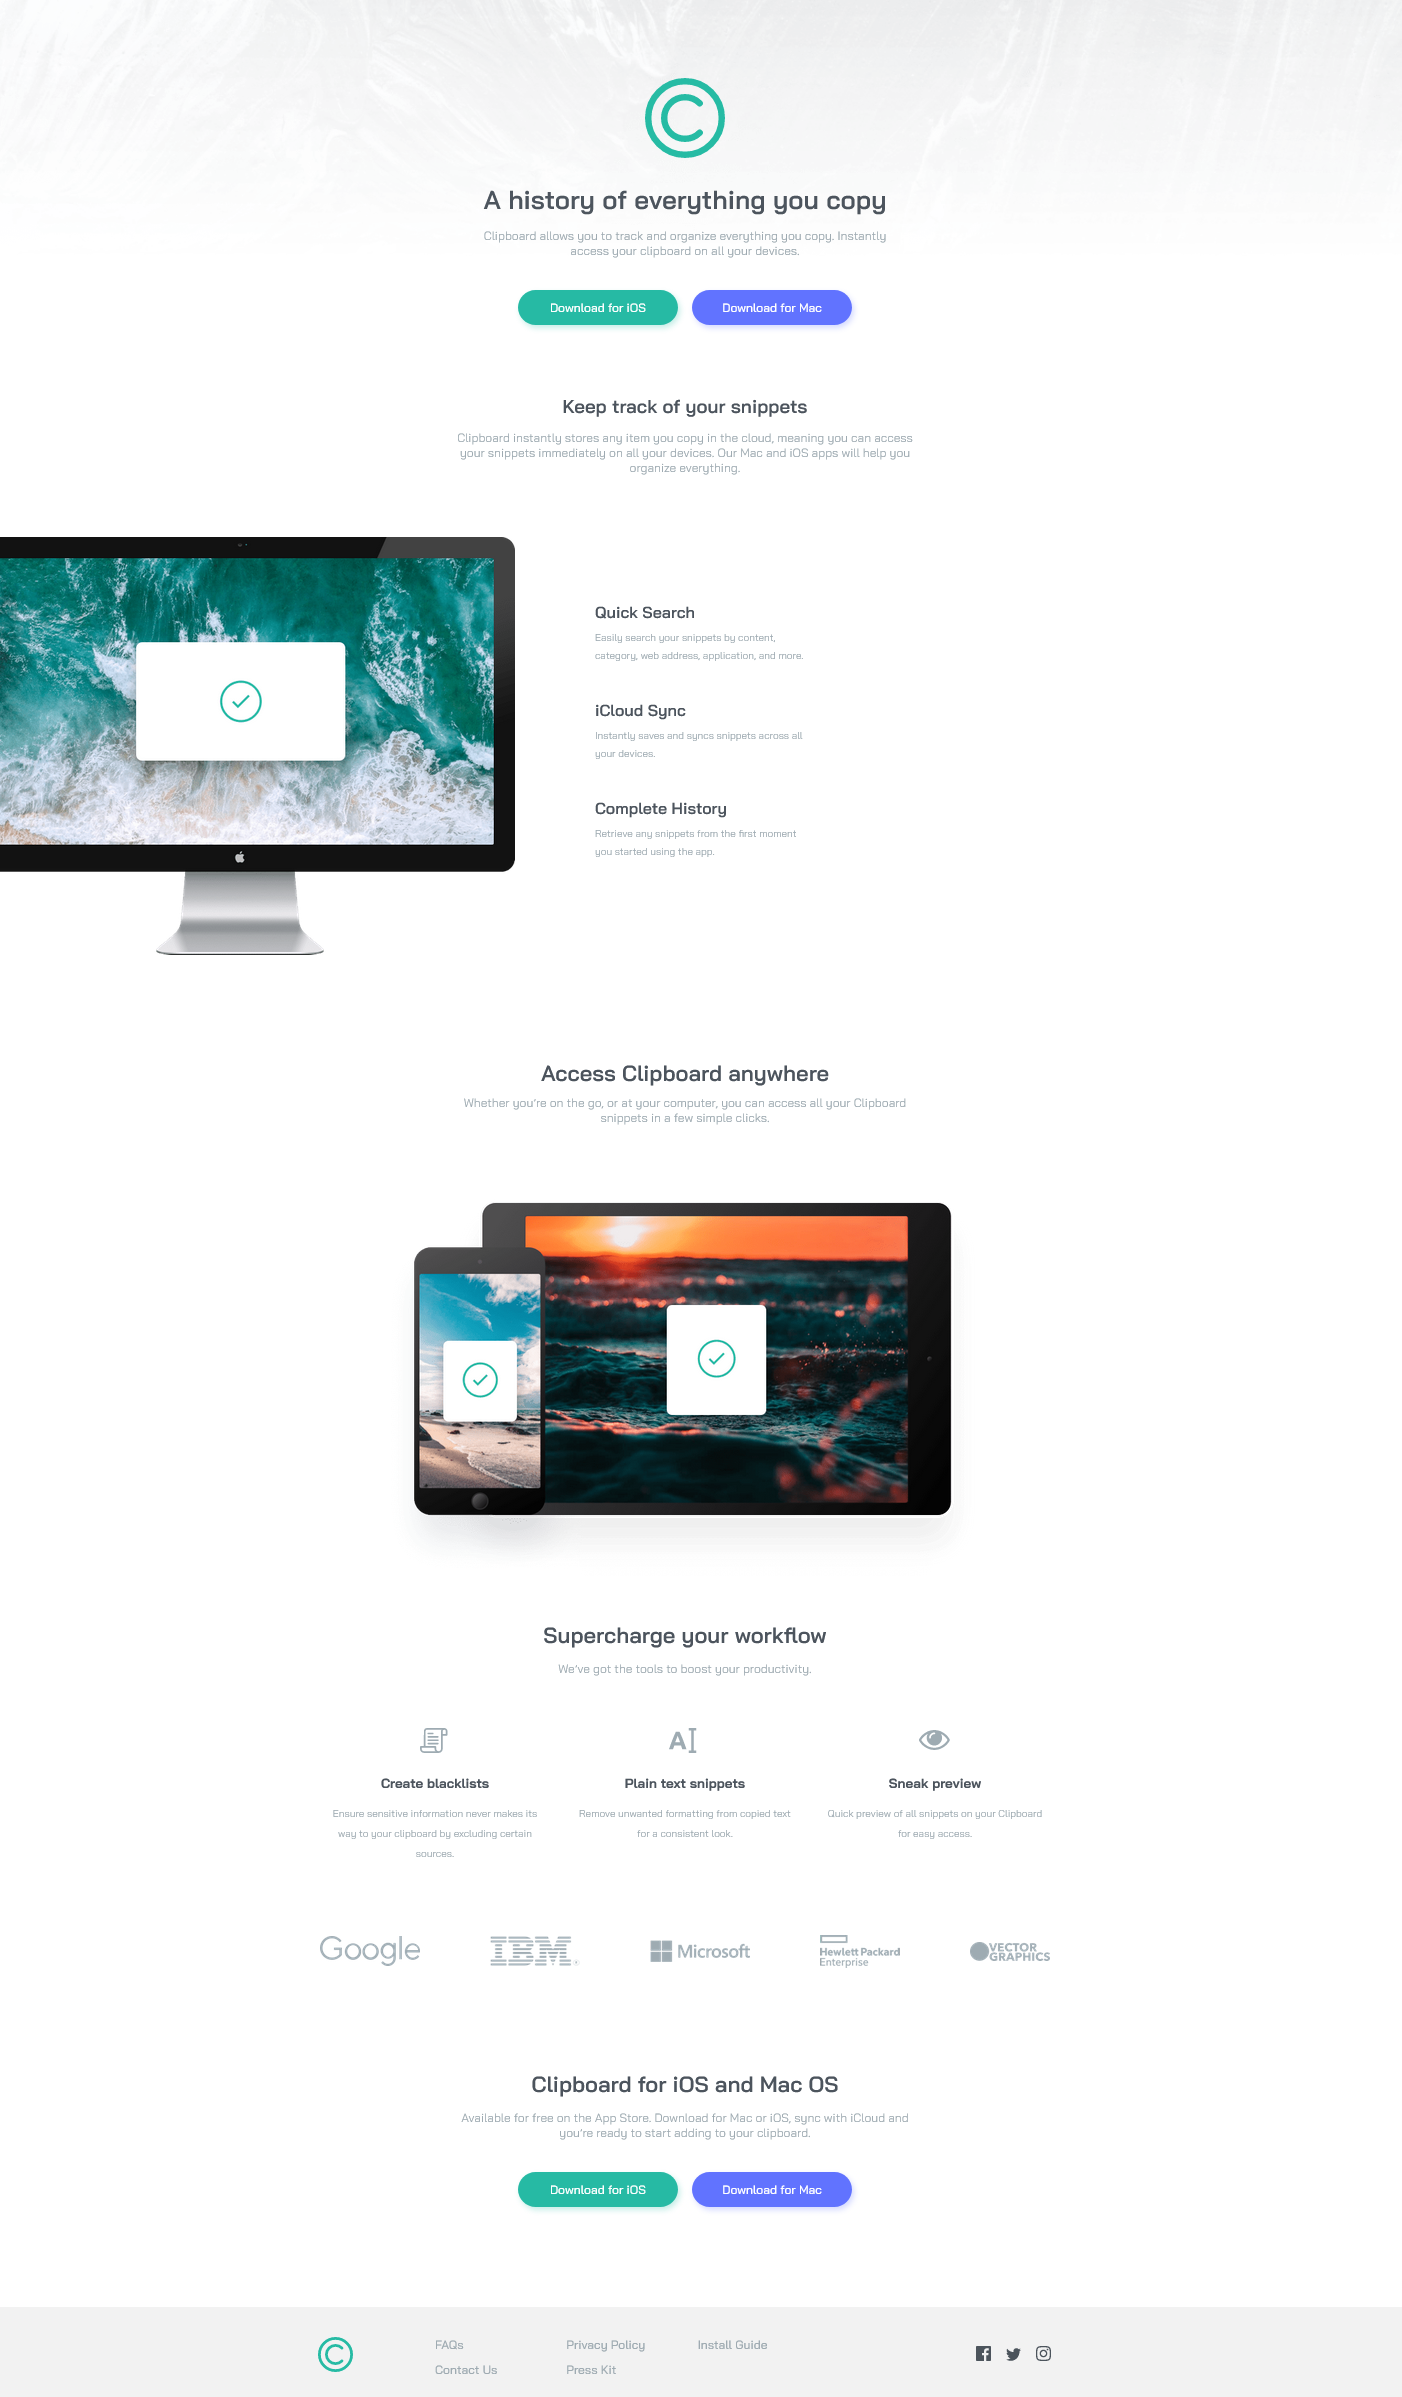 A history of everything you copy
Clipboard allows you to track and organize everything you copy. Instantly
access your clipboard on all your devices.
Download for iOS
Download for Mac
Keep track of your snippets
Clipboard instantly stores any item you copy in the cloud, meaning you can access
your snippets immediately on all your devices. Our Mac and iOS apps will help you
organize everything.
Quick Search
Easily search your snippets by content,
category, web address, application, and more.
iCloud Sync
Instantly saves and syncs snippets across all
your devices.
Complete History
Retrieve any snippets from the first moment
you started using the app.
Access Clipboard anywhere
Whether you're on the go, or at your computer, you can access all your Clipboard
snippets in a few simple clicks.
Supercharge your workflow
We've got the tools to boost your productivity.
Create blacklists
Ensure sensitive information never makes its
way to your clipboard by excluding certain
sources.
Plain text snippets
Remove unwanted formatting from copied text
for a consistent look.
Sneak preview
Quick preview of all snippets on your Clipboard
for easy access.
Google
IBM
Microsoft
Hewlett Packard
Enterprise
VECTOR
GRAPHICS
Clipboard for iOS and Mac OS
Available for free on the App Store. Download for Mac or iOS, sync with iCloud and
you're ready to start adding to your clipboard.
Download for iOS
Download for Mac
FAQs
Contact Us
Privacy Policy
Press Kit
Install Guide